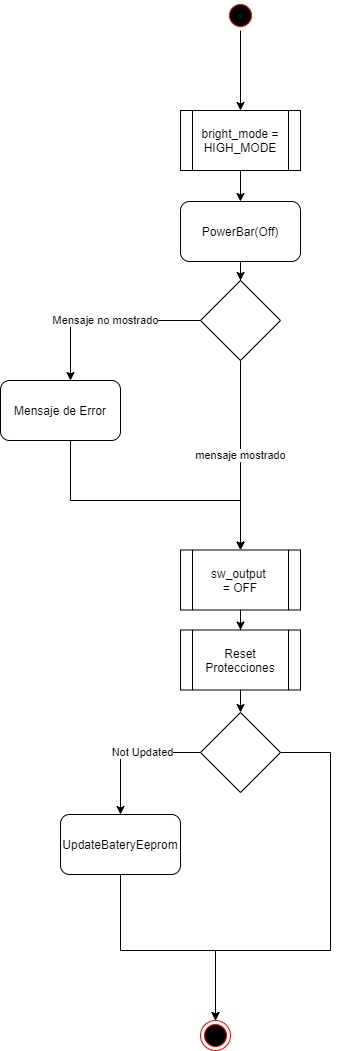 bright_mode =
HIGH_MODE
PowerBar(Off)
Mensaje no mostrado
Mensaje de Error
mensaje mostrado
sw_output
= OFF
Reset
Protecciones
Not Updated
UpdateBateryEeprom